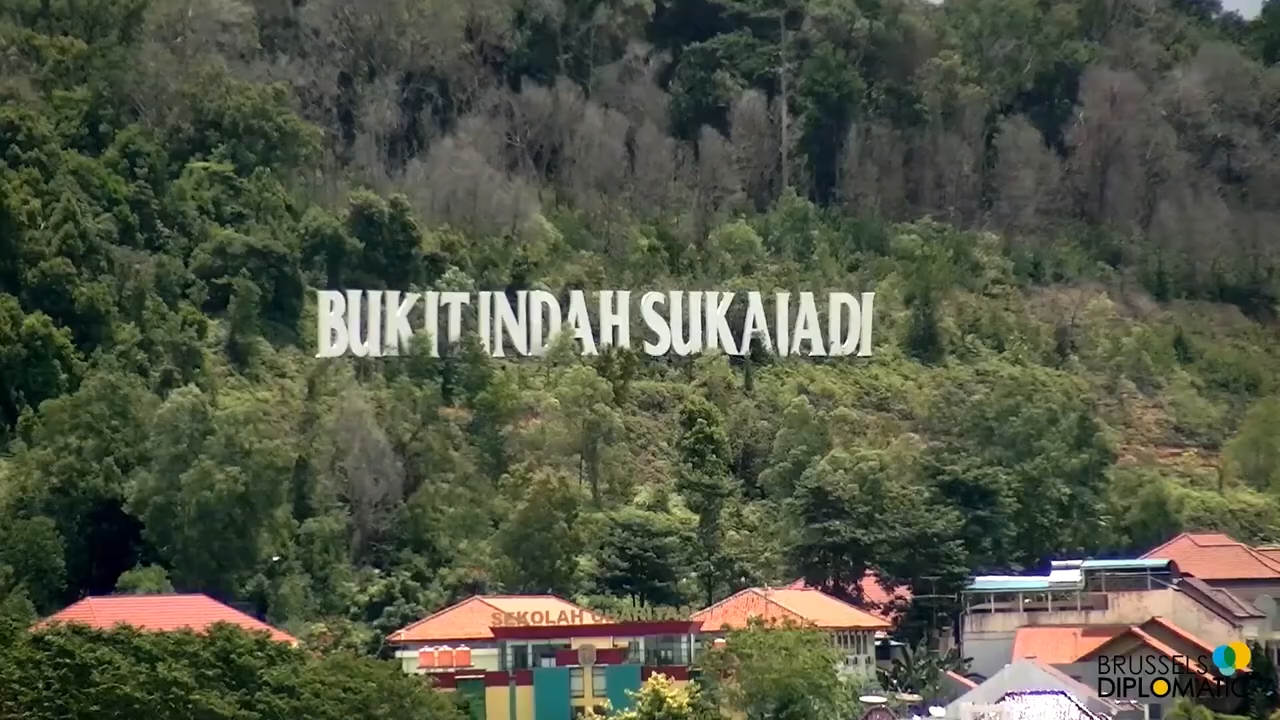 BUKIT INDAH SUKAJADI
SEKOLAH
BRUSSELS
DIPLOMATIC